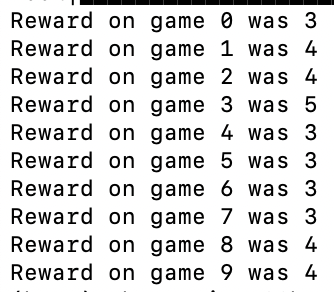 Reward on game 0 was 3
Reward on game 1 was 4
Reward on game 2 was 4
Reward on game 3 was 5
Reward on game 4 was 3
Reward on game 5 was 3
Reward on game 6 was 3
Reward on game 7 was 3
Reward on game 8 was 4
Reward on game 9 was 4